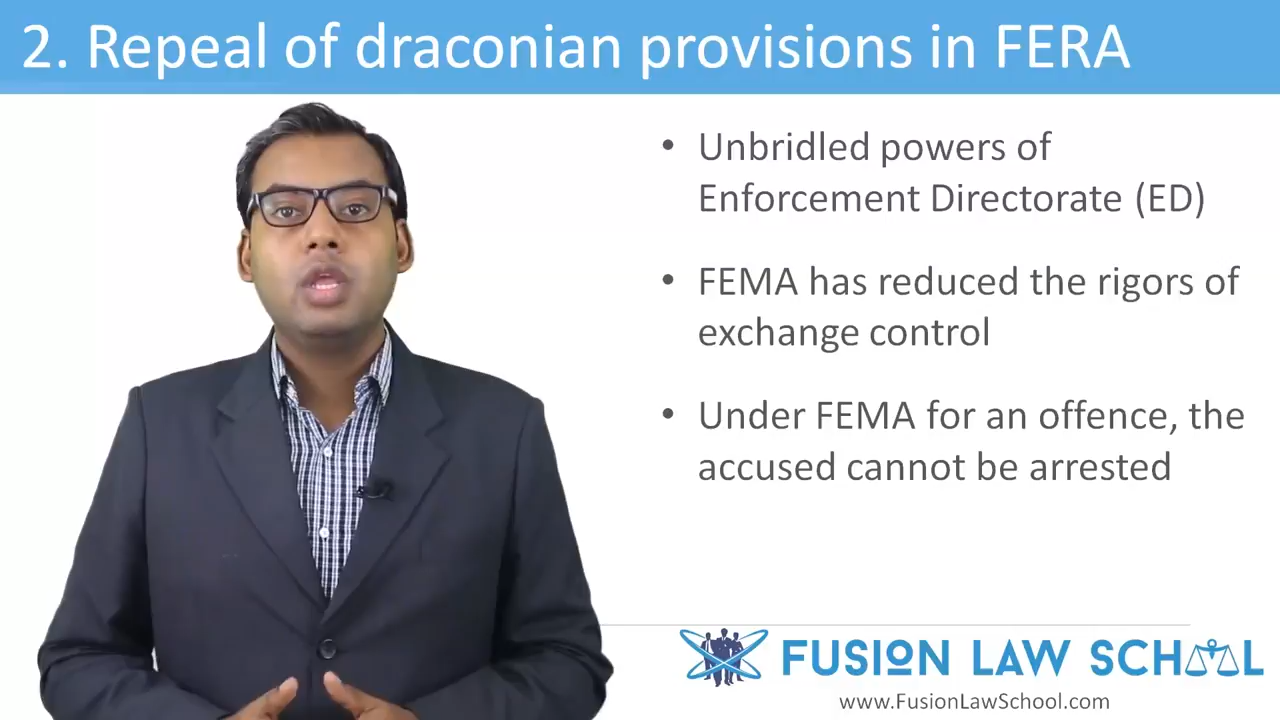 2. Repeal of draconian provisions in FERA
• Unbridled powers of
Enforcement Directorate (ED)
• FEMA has reduced the rigors of
exchange control
• Under FEMA for an offence, the
accused cannot be arrested
FUSION LAW SCHOOL
www.FusionLawSchool.com